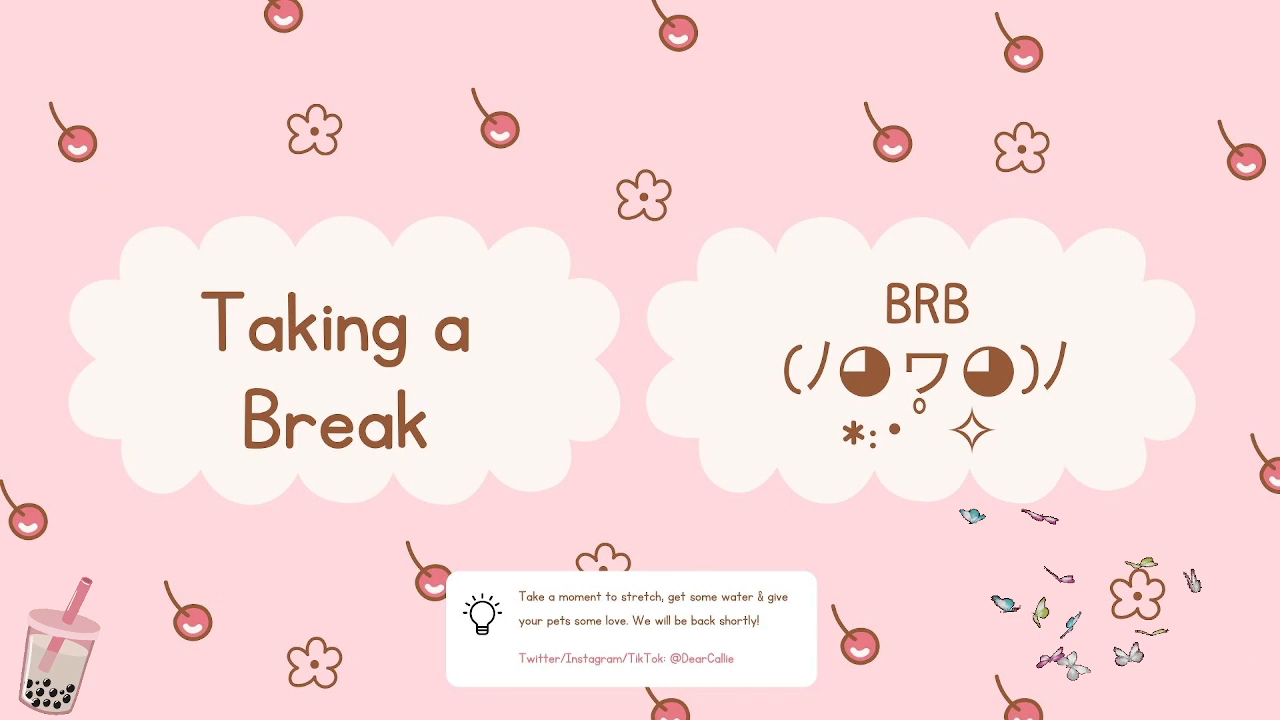 Taking a
Break
BRB
(ﾉ◕ヮ◕)ﾉ
*:･ﾟ✧
Take a moment to stretch, get some water & give
your pets some love. We will be back shortly!
Twitter/Instagram/TikTok: @DearCallie